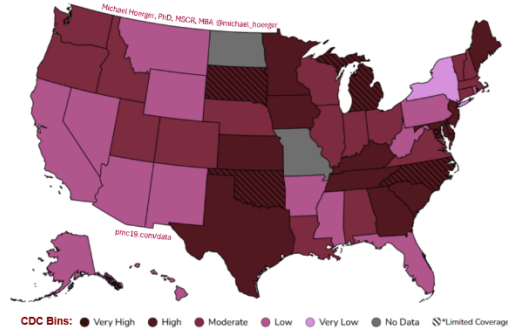 Michael Hoerger, PhD, MSCR, MBA @michael_hoerger
pmc19.com/data
CDC Bins: Very High High Moderate Low Very Low No Data *Limited Coverage